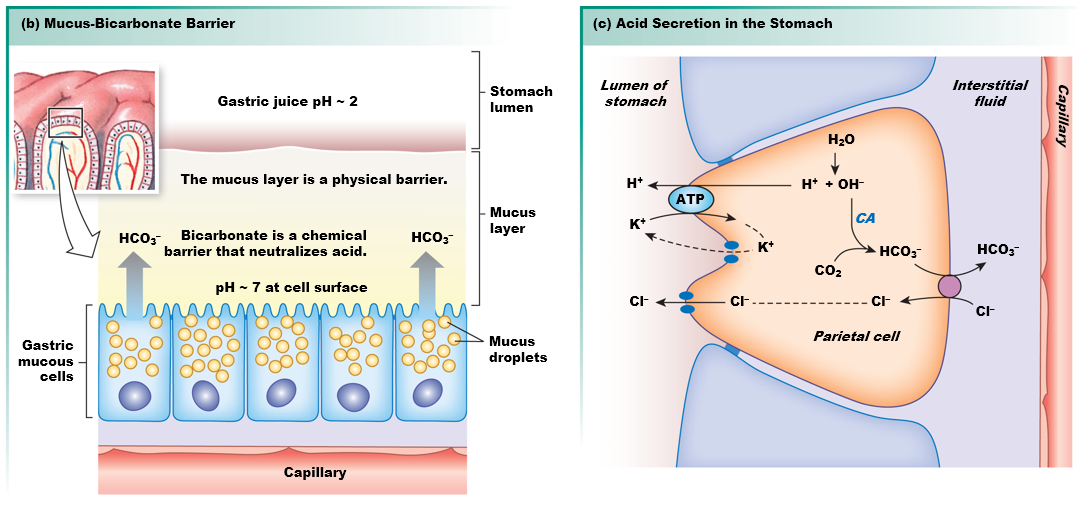 (b) Mucus-Bicarbonate Barrier
Gastric juice pH ~ 2
Stomach
lumen
The mucus layer is a physical barrier.
Mucus
layer
HCO₃⁻
Bicarbonate is a chemical
barrier that neutralizes acid.
HCO₃⁻
pH ~ 7 at cell surface
Gastric
mucous
cells
Mucus
droplets
Capillary
(c) Acid Secretion in the Stomach
Lumen of
stomach
Interstitial
fluid
Capillary
H₂O
H⁺
H⁺ + OH⁻
ATP
K⁺
K⁺
CA
CO₂
HCO₃⁻
HCO₃⁻
Cl⁻
Cl⁻
Cl⁻
Cl⁻
Parietal cell